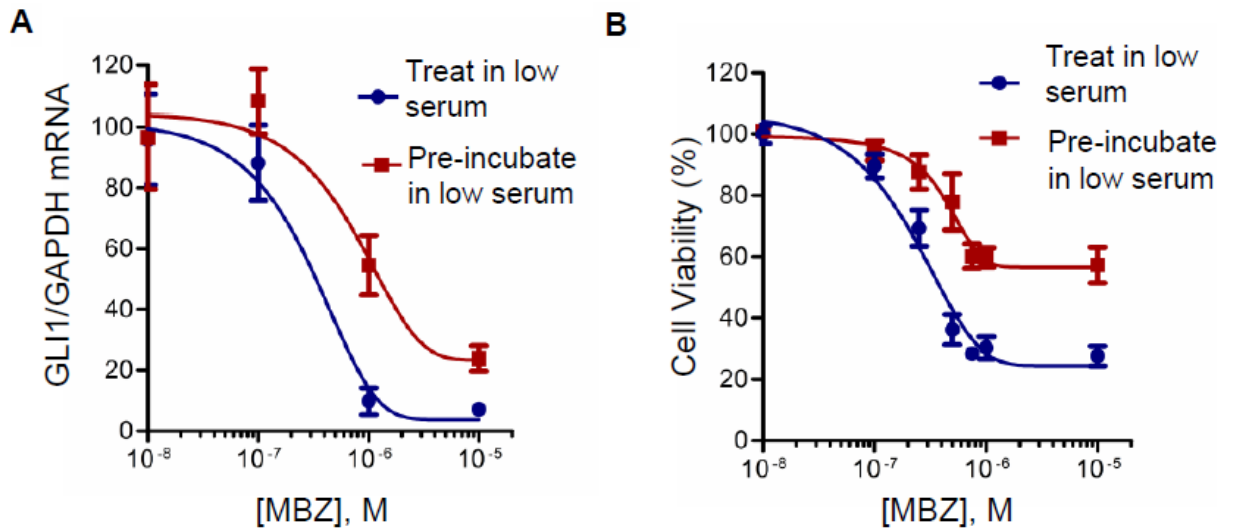 A
GLI1/GAPDH mRNA
120
100
80
60
40
20
0
10-8
10-7
10-6
10-5
[MBZ], M
Treat in low
serum
Pre-incubate
in low serum
B
Cell Viability (%)
120
100
80
60
40
20
0
10-8
10-7
10-6
10-5
[MBZ], M
Treat in low
serum
Pre-incubate
in low serum